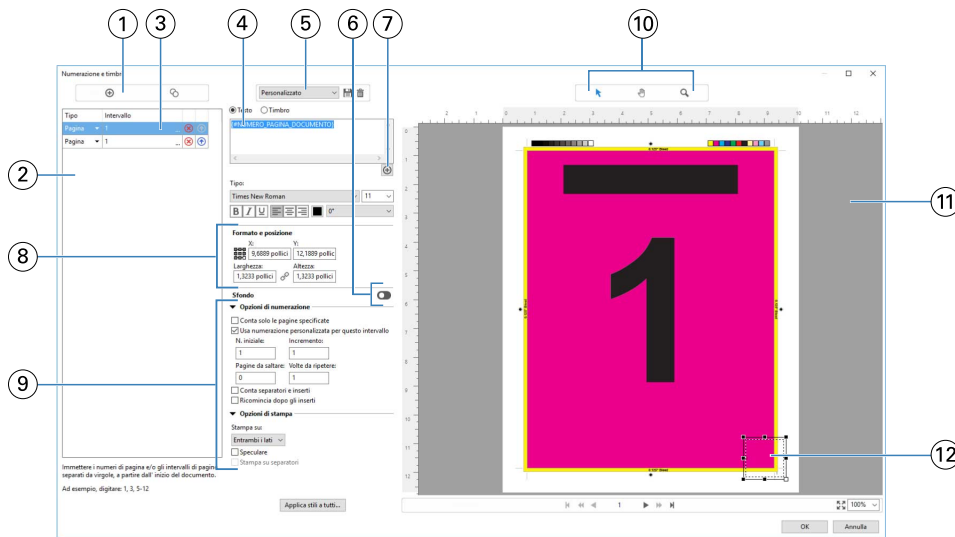 1 3 4 5 6 7 10
Numerazione e timbri
Personalizzato
Tipo Intervallo
Pagina 1 ...
Pagina 1 ...
2
Testo Timbro
Tipo:
Times New Roman 11
B I U 0°
8
Formato e posizione
X: Y:
9,6889 pollici 12,1889 pollic
Larghezza: Altezza:
1,3233 pollici 1,3233 pollici
Sfondo
9
Opzioni di numerazione
Conta solo le pagine specificate
Usa numerazione personalizzata per questo intervallo
N. iniziale: Incremento:
1 1
Pagine da saltare: Volte da ripetere:
0 1
Conta separatori e inserti
Ricomincia dopo gli inserti
Opzioni di stampa
Stampa su:
Entrambi i lati
Speculare
Stampa su separatori
Immettere i numeri di pagina e/o gli intervalli di pagina
separati da virgole, a partire dall' inizio del documento.
Ad esempio, digitare: 1, 3, 5-12
Applica stili a tutti...
1
11
12
1 100%
OK Annulla